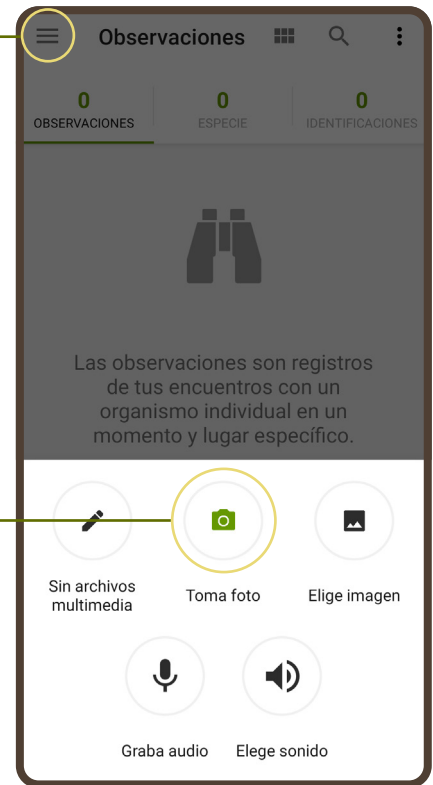 Observaciones
0 0 0
OBSERVACIONES ESPECIE IDENTIFICACIONES
Las observaciones son registros
de tus encuentros con un
organismo individual en un
momento y lugar específico.
Sin archivos
multimedia
Toma foto
Elige imagen
Graba audio
Elege sonido